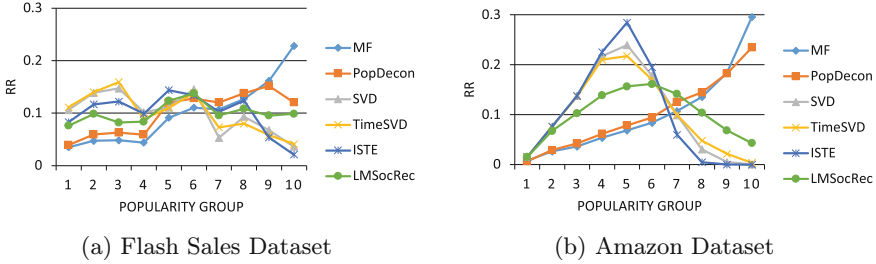 0.3
0.2
0.1
0
RR
1 2 3 4 5 6 7 8 9 10
POPULARITY GROUP
MF
PopDecon
SVD
TimeSVD
ISTE
LMSocRec
(a) Flash Sales Dataset
0.3
0.1
0
RR
1 2 3 4 5 6 7 8 9 10
POPULARITY GROUP
MF
PopDecon
SVD
TimeSVD
ISTE
LMSocRec
(b) Amazon Dataset